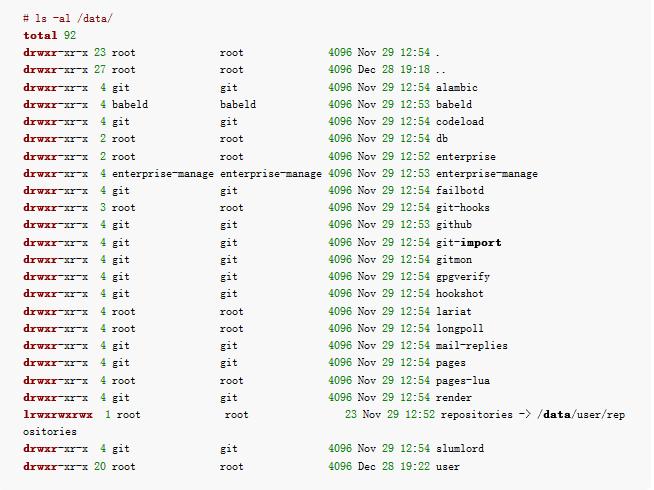 # ls -al /data/
total 92
drwxr-xr-x 23 root root 4096 Nov 29 12:54 .
drwxr-xr-x 27 root root 4096 Dec 28 19:18 ..
drwxr-xr-x 4 git git 4096 Nov 29 12:54 alambic
drwxr-xr-x 4 babeld babeld 4096 Nov 29 12:53 babeld
drwxr-xr-x 4 git git 4096 Nov 29 12:54 codeload
drwxr-xr-x 2 root root 4096 Nov 29 12:54 db
drwxr-xr-x 2 root root 4096 Nov 29 12:52 enterprise
drwxr-xr-x 4 enterprise-manage enterprise-manage 4096 Nov 29 12:53 enterprise-manage
drwxr-xr-x 4 git git 4096 Nov 29 12:54 failbotd
drwxr-xr-x 3 root root 4096 Nov 29 12:54 git-hooks
drwxr-xr-x 4 git git 4096 Nov 29 12:53 github
drwxr-xr-x 4 git git 4096 Nov 29 12:54 git-import
drwxr-xr-x 4 git git 4096 Nov 29 12:54 gitmon
drwxr-xr-x 4 git git 4096 Nov 29 12:54 gpgverify
drwxr-xr-x 4 git git 4096 Nov 29 12:54 hookshot
drwxr-xr-x 4 root root 4096 Nov 29 12:54 lariat
drwxr-xr-x 4 root root 4096 Nov 29 12:54 longpoll
drwxr-xr-x 4 git git 4096 Nov 29 12:54 mail-replies
drwxr-xr-x 4 git git 4096 Nov 29 12:54 pages
drwxr-xr-x 4 root root 4096 Nov 29 12:54 pages-lua
drwxr-xr-x 4 git git 4096 Nov 29 12:54 render
lrwxrwxrwx 1 root root 23 Nov 29 12:52 repositories -> /data/user/rep
ositories
drwxr-xr-x 4 git git 4096 Nov 29 12:54 slumlord
drwxr-xr-x 20 root root 4096 Dec 28 19:22 user